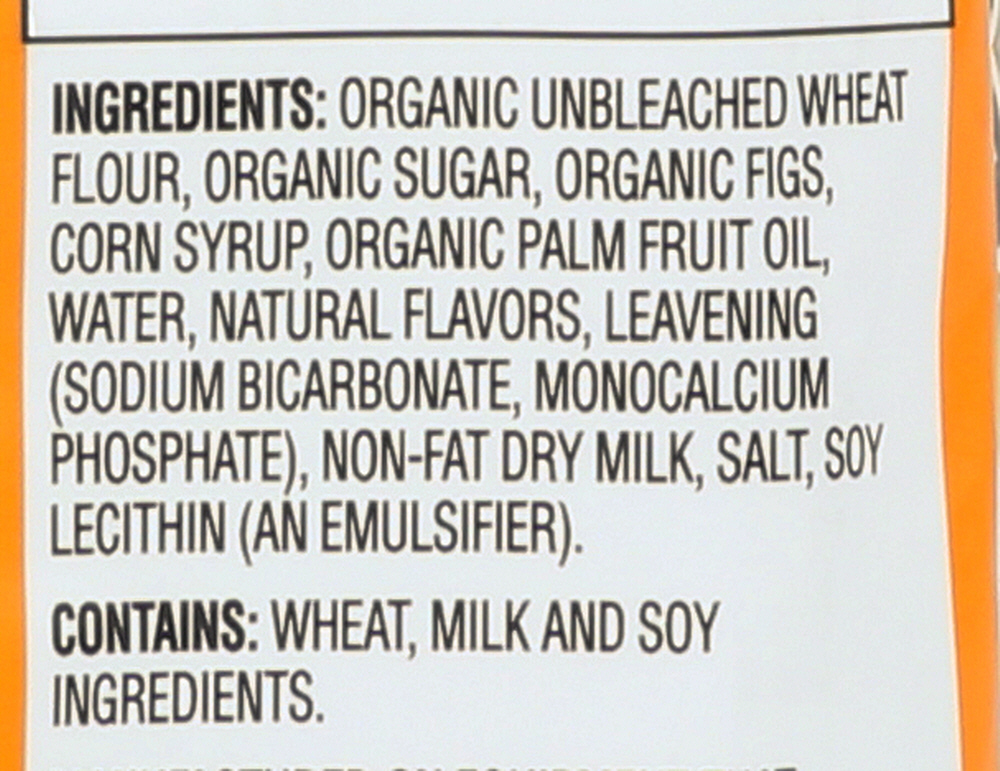 INGREDIENTS: ORGANIC UNBLEACHED WHEAT
FLOUR, ORGANIC SUGAR, ORGANIC FIGS,
CORN SYRUP, ORGANIC PALM FRUIT OIL,
WATER, NATURAL FLAVORS, LEAVENING
(SODIUM BICARBONATE, MONOCALCIUM
PHOSPHATE), NON-FAT DRY MILK, SALT, SOY
LECITHIN (AN EMULSIFIER).
CONTAINS: WHEAT, MILK AND SOY
INGREDIENTS.